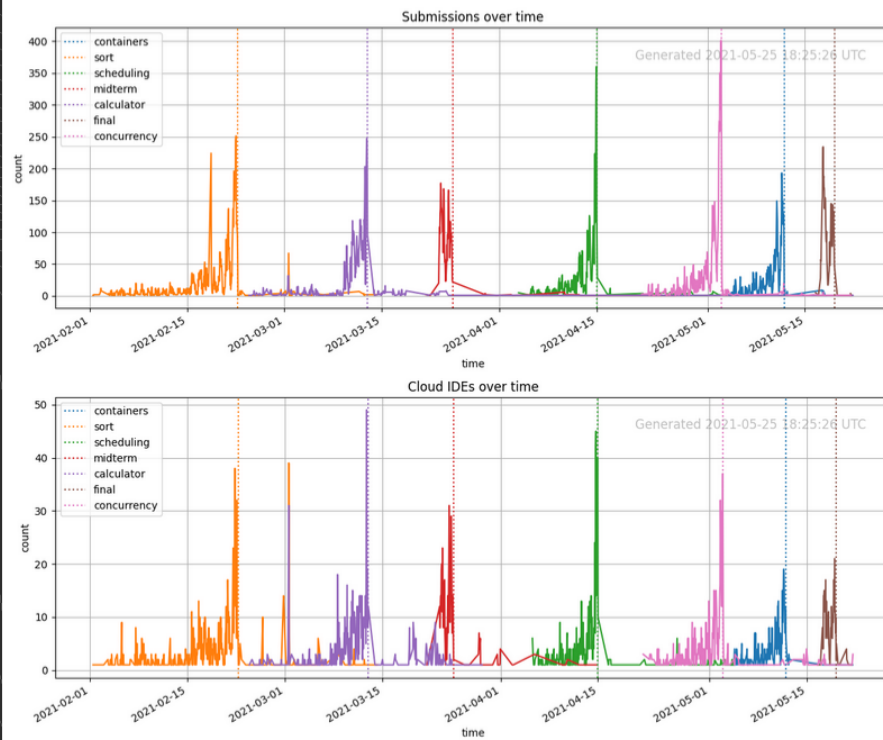 Submissions over time
containers
sort
scheduling
midterm
calculator
final
concurrency
Generated 2021-05-25 18:25:26 UTC
400
350
300
250
200
150
100
50
0
count
2021-02-01
2021-02-15
2021-03-01
2021-03-15
2021-04-01
2021-04-15
2021-05-01
2021-05-15
time
Cloud IDEs over time
containers
sort
scheduling
midterm
calculator
final
concurrency
Generated 2021-05-25 18:25:26 UTC
50
40
30
20
10
0
count
2021-02-01
2021-02-15
2021-03-01
2021-03-15
2021-04-01
2021-04-15
2021-05-01
2021-05-15
time